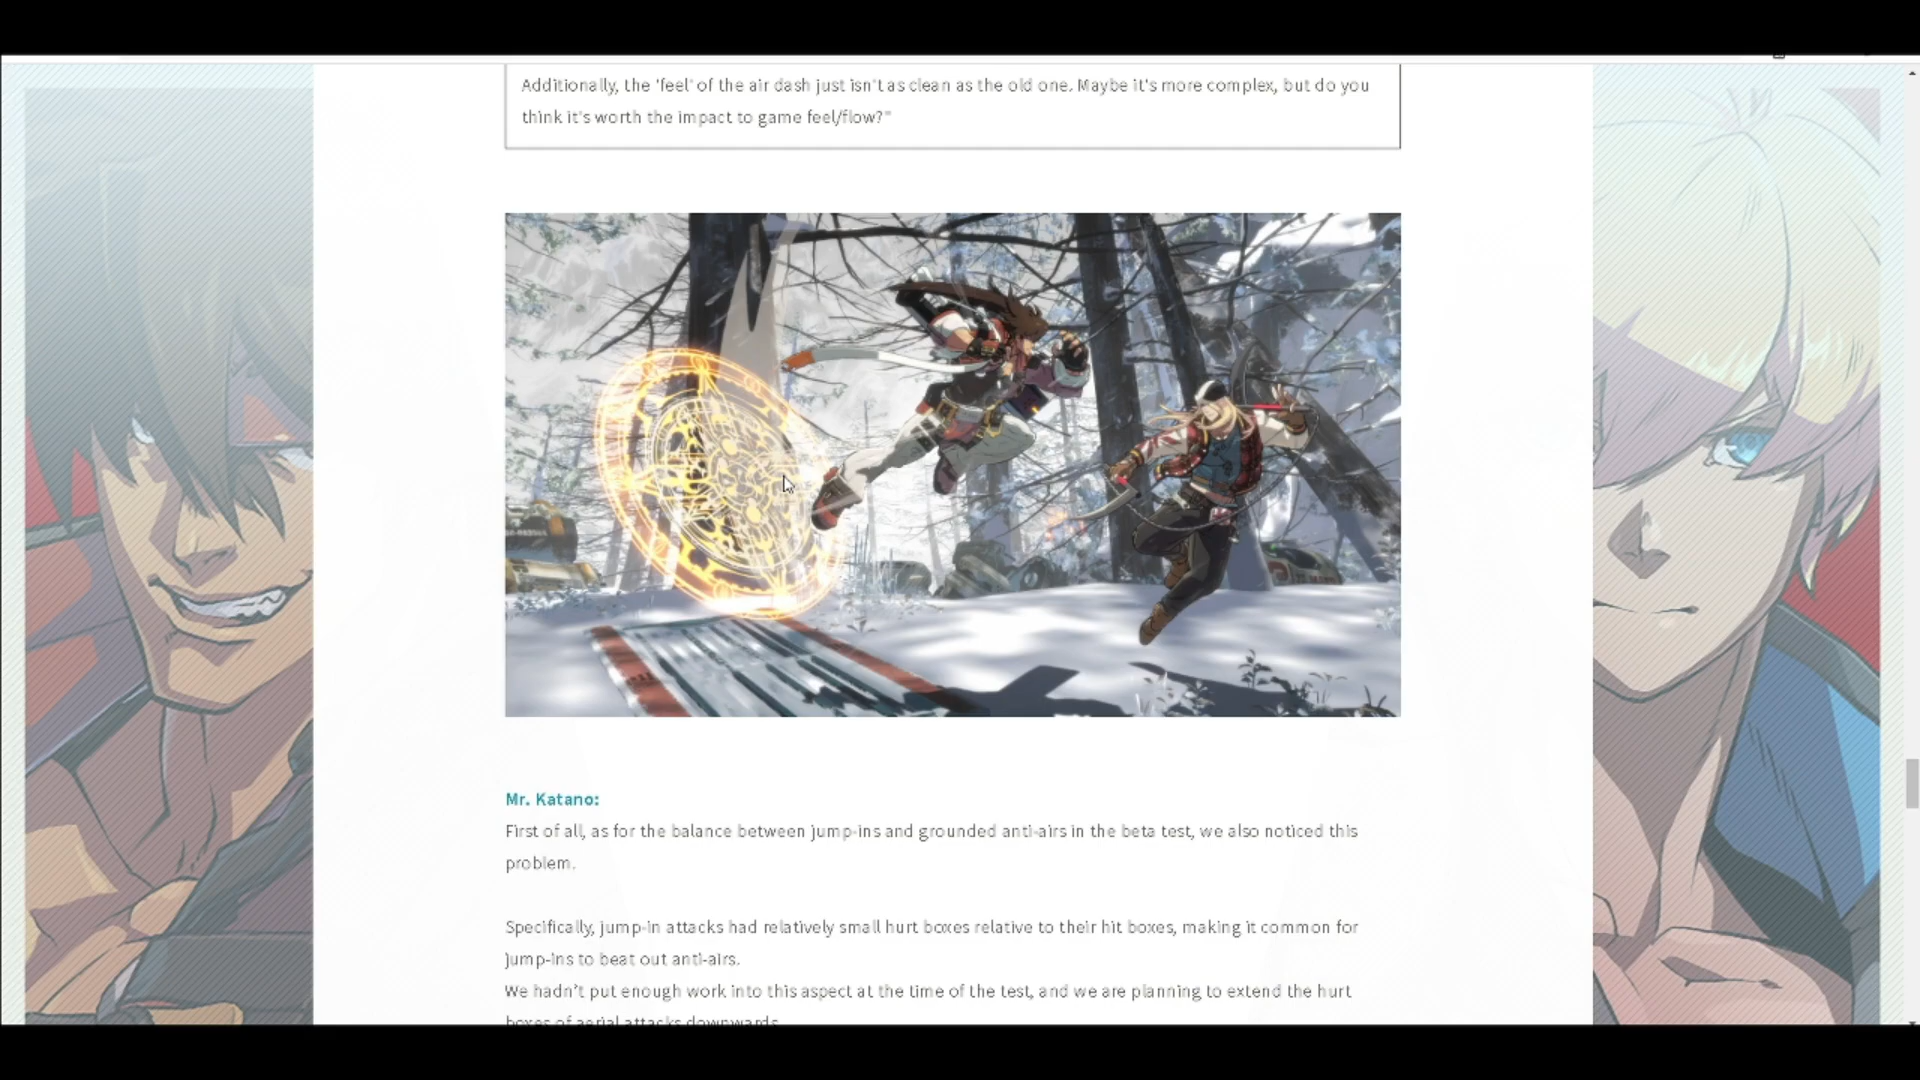 Additionally, the 'feel' of the air dash just isn't as clean as the old one. Maybe it's more complex, but do you
think it's worth the impact to game feel/flow?"
Mr. Katano:
First of all, as for the balance between jump-ins and grounded anti-airs in the beta test, we also noticed this
problem.
Specifically, jump-in attacks had relatively small hurt boxes relative to their hit boxes, making it common for
jump-ins to beat out anti-airs.
We hadn't put enough work into this aspect at the time of the test, and we are planning to extend the hurt
boxes of aerial attacks downwards.